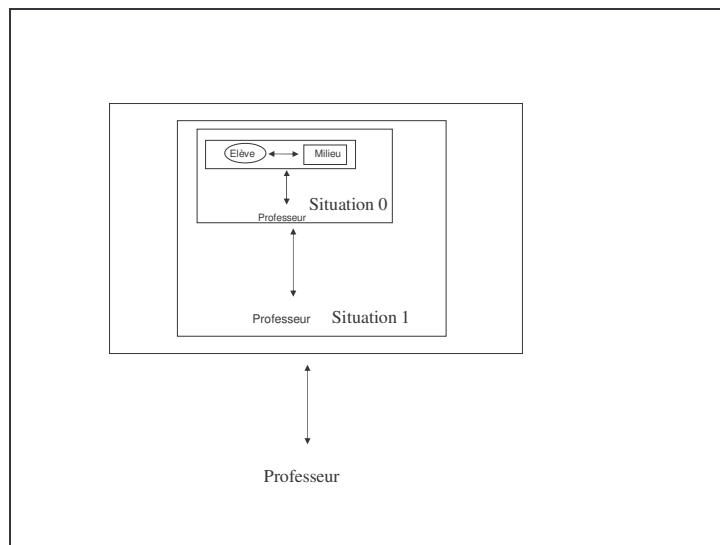 Elève Milieu
Situation 0
Professeur
Professeur Situation 1
Professeur